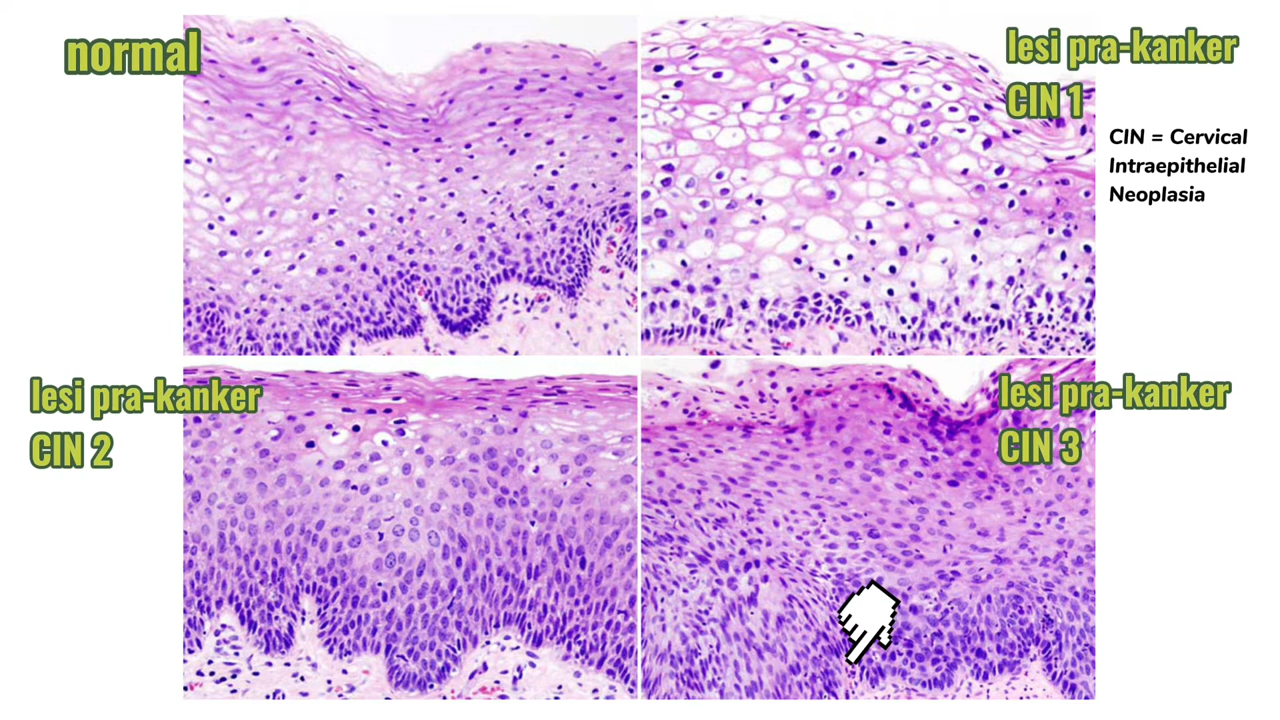 normal
lesi pra-kanker
CIN 1
CIN = Cervical
Intraepithelial
Neoplasia
lesi pra-kanker
CIN 2
lesi pra-kanker
CIN 3